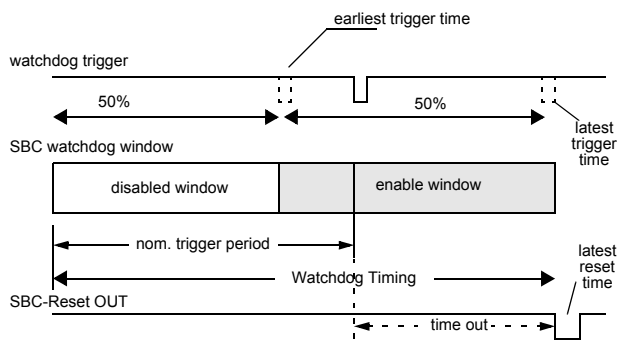 earliest trigger time
watchdog trigger
50%
50%
latest
trigger
time
SBC watchdog window
disabled window
enable window
nom. trigger period
latest
reset
time
Watchdog Timing
SBC-Reset OUT
time out